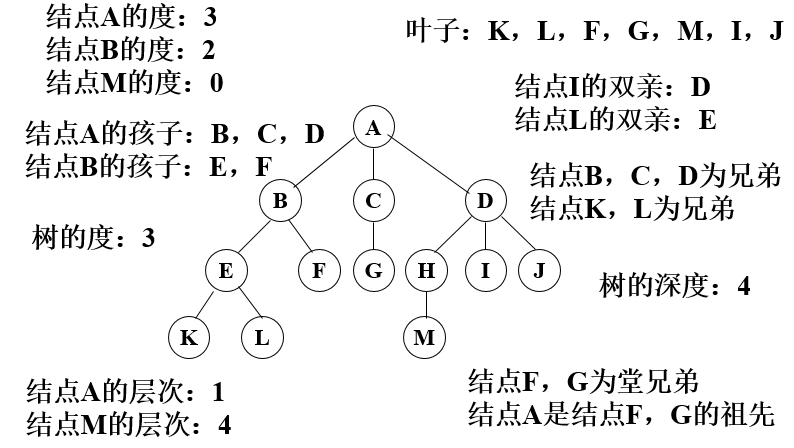 结点A的度：3
结点B的度：2
结点M的度：0
叶子：K，L，F，G，M，I，J
结点I的双亲：D
结点L的双亲：E
结点A的孩子：B，C，D
结点B的孩子：E，F
A
结点B，C，D为兄弟
结点K，L为兄弟
B
C
D
树的度：3
E
F
G
H
I
J
树的深度：4
K
L
M
结点A的层次：1
结点M的层次：4
结点F，G为堂兄弟
结点A是结点F，G的祖先